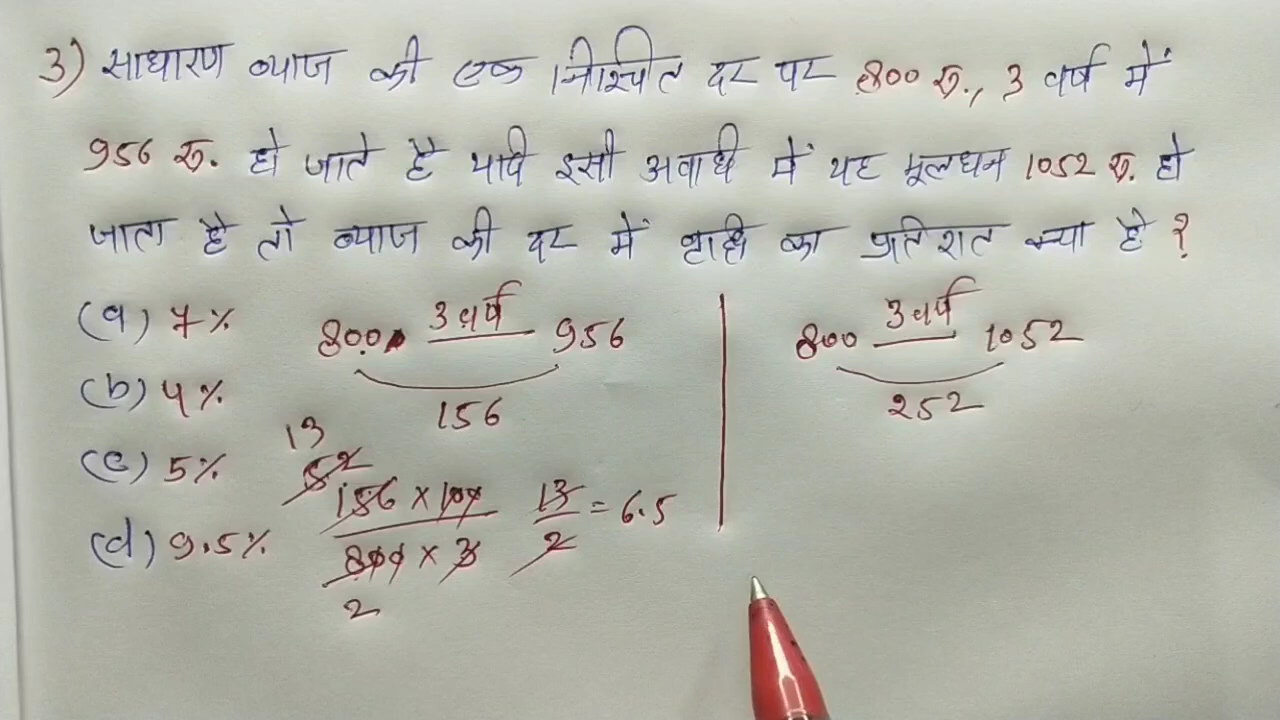 3) साधारण ब्याज की एक निश्चित दर पर 800 रु., 3 वर्ष में
956 रु. हो जाते है यदि इसी अवधि में यह मूलधन 1052 रु. हो
जाता है तो ब्याज की दर में वृद्धि का प्रतिशत क्या है ?
(a) 7%
(b) 4%
(c) 5%
(d) 9.5%
800 3 वर्ष 956
156
13
52
156 × 100
800 × 3
2
13/2 = 6.5
800 3 वर्ष 1052
252